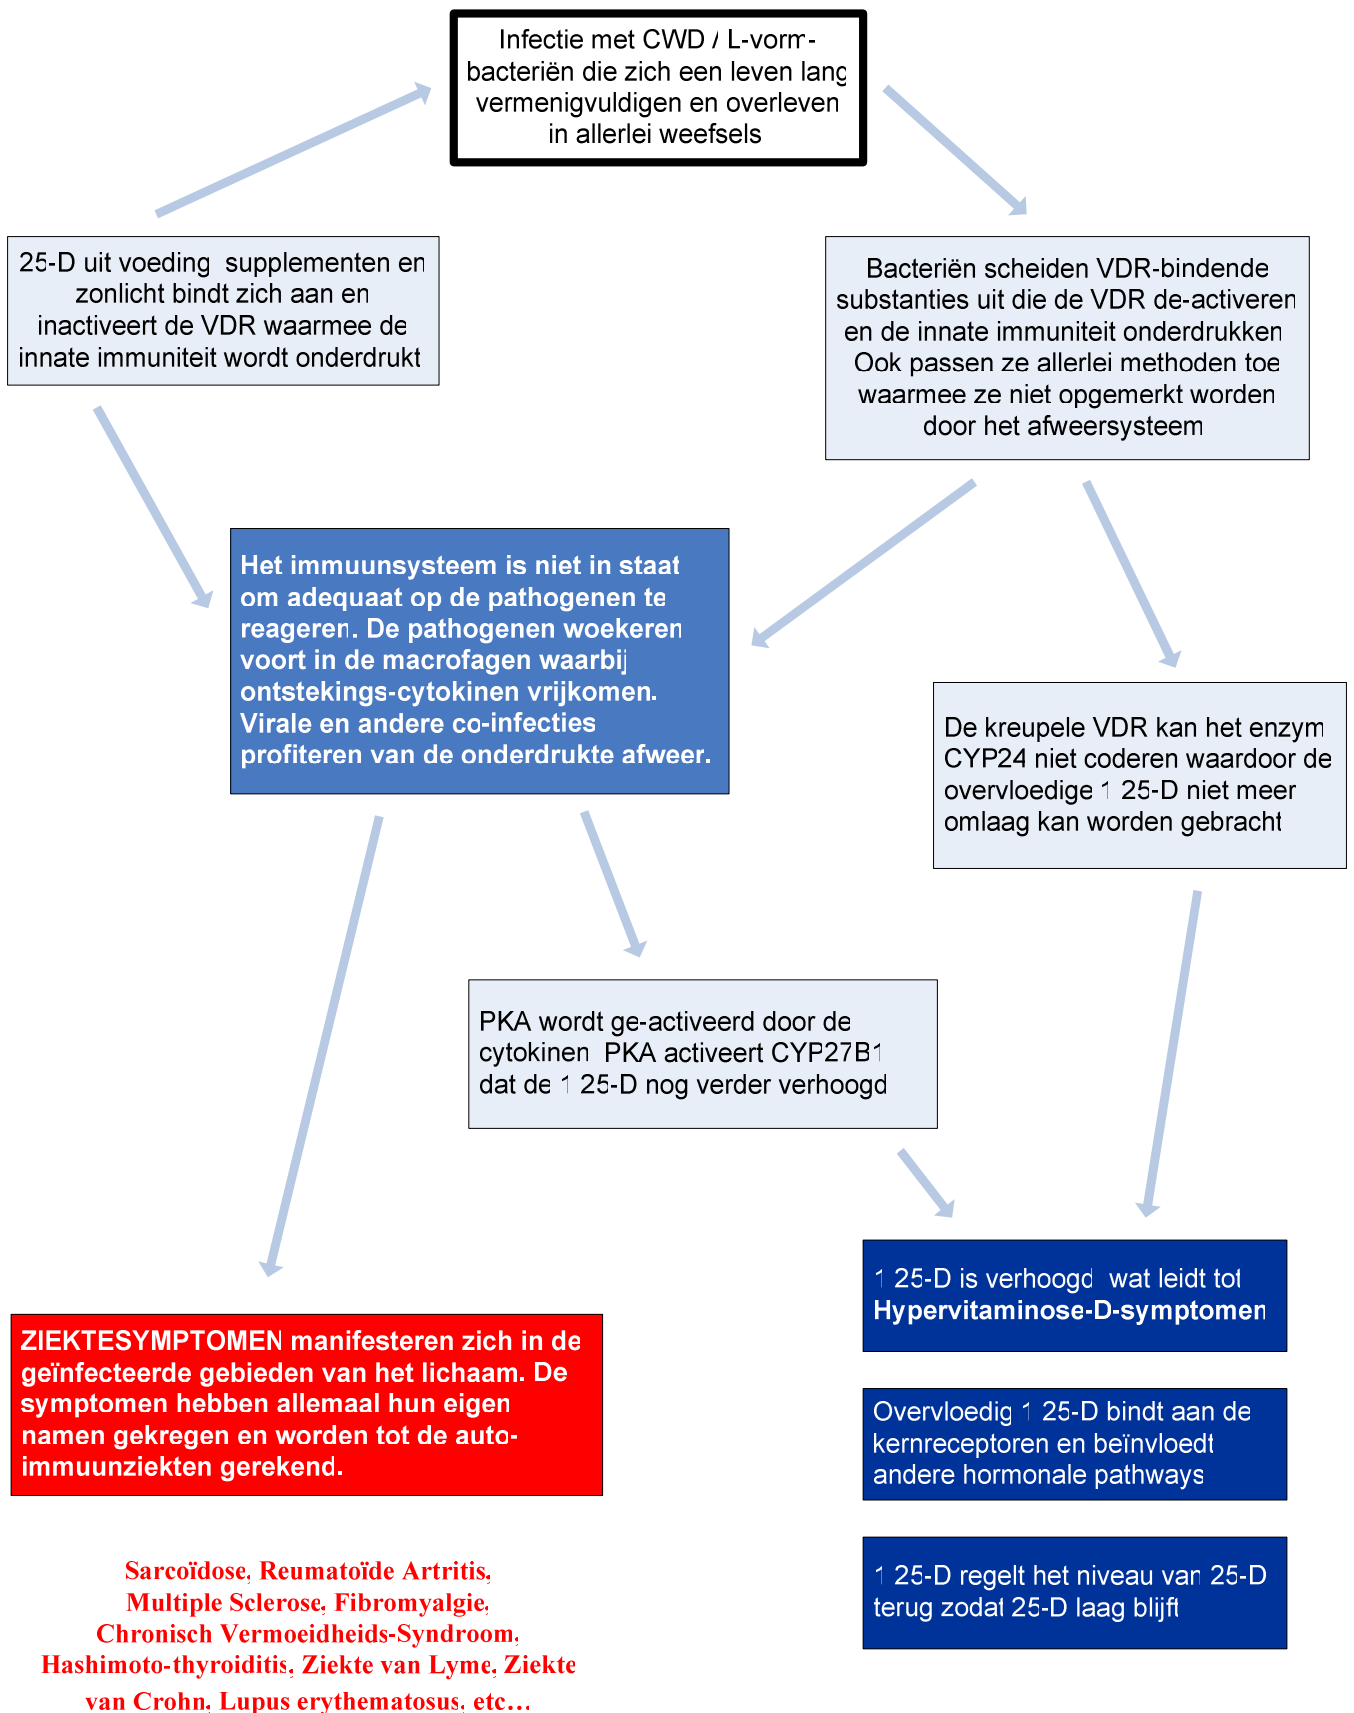 Infectie met CWD / L-vorm-
bacteriën die zich een leven lang
vermenigvuldigen en overleven
in allerlei weefsels
25-D uit voeding supplementen en
zonlicht bindt zich aan en
inactiveert de VDR waarmee de
innate immuniteit wordt onderdrukt
Bacteriën scheiden VDR-bindende
substanties uit die de VDR de-activeren
en de innate immuniteit onderdrukken
Ook passen ze allerlei methoden toe
waarmee ze niet opgemerkt worden
door het afweersysteem
Het immuunsysteem is niet in staat
om adequaat op de pathogenen te
reageren. De pathogenen woekeren
voort in de macrofagen waarbij
ontstekings-cytokinen vrijkomen.
Virale en andere co-infecties
profiteren van de onderdrukte afweer.
De kreupele VDR kan het enzym
CYP24 niet coderen waardoor de
overvloedige 1 25-D niet meer
omlaag kan worden gebracht
PKA wordt ge-activeerd door de
cytokinen PKA activeert CYP27B1
dat de 1 25-D nog verder verhoogd
1 25-D is verhoogd wat leidt tot
Hypervitaminose-D-symptomen
ZIEKTESYMPTOMEN manifesteren zich in de
geïnfecteerde gebieden van het lichaam. De
symptomen hebben allemaal hun eigen
namen gekregen en worden tot de auto-
immuunziekten gerekend.
Overvloedig 1 25-D bindt aan de
kernreceptoren en beïnvloedt
andere hormonale pathways
1 25-D regelt het niveau van 25-D
terug zodat 25-D laag blijft
Sarcoïdose, Reumatoïde Artritis,
Multiple Sclerose, Fibromyalgie,
Chronisch Vermoeidheids-Syndroom,
Hashimoto-thyroiditis, Ziekte van Lyme, Ziekte
van Crohn, Lupus erythematosus, etc…